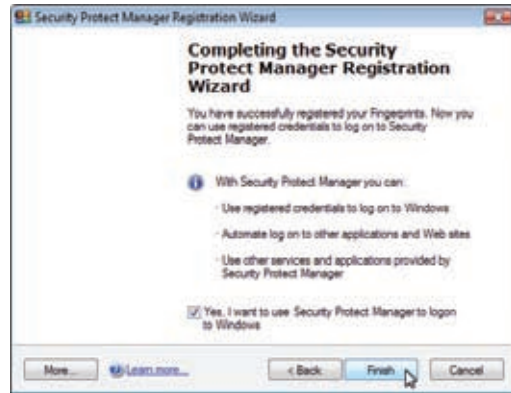 Security Protect Manager Registration Wizard
Completing the Security
Protect Manager Registration
Wizard
You have successfully registered your Fingerprints. Now you
can use registered credentials to log on to Security
Protect Manager.
With Security Protect Manager you can:
· Use registered credentials to log on to Windows
· Automate log on to other applications and Web sites
· Use other services and applications provided by
Security Protect Manager
Yes, I want to use Security Protect Manager to logon
to Windows
More... Learn more... < Back Finish Cancel